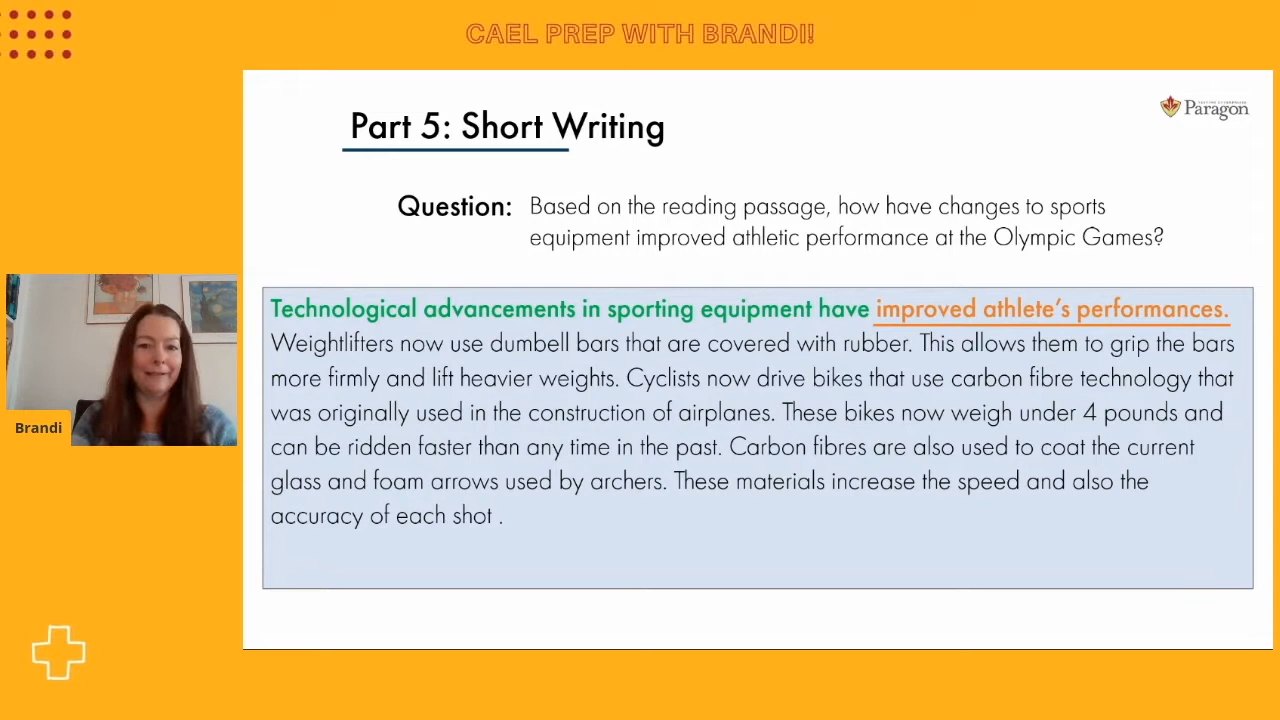 CAEL PREP WITH BRANDI!
Paragon
Part 5: Short Writing
Question: Based on the reading passage, how have changes to sports
equipment improved athletic performance at the Olympic Games?
Technological advancements in sporting equipment have improved athlete's performances.
Weightlifters now use dumbell bars that are covered with rubber. This allows them to grip the bars
more firmly and lift heavier weights. Cyclists now drive bikes that use carbon fibre technology that
was originally used in the construction of airplanes. These bikes now weigh under 4 pounds and
can be ridden faster than any time in the past. Carbon fibres are also used to coat the current
glass and foam arrows used by archers. These materials increase the speed and also the
accuracy of each shot .
Brandi